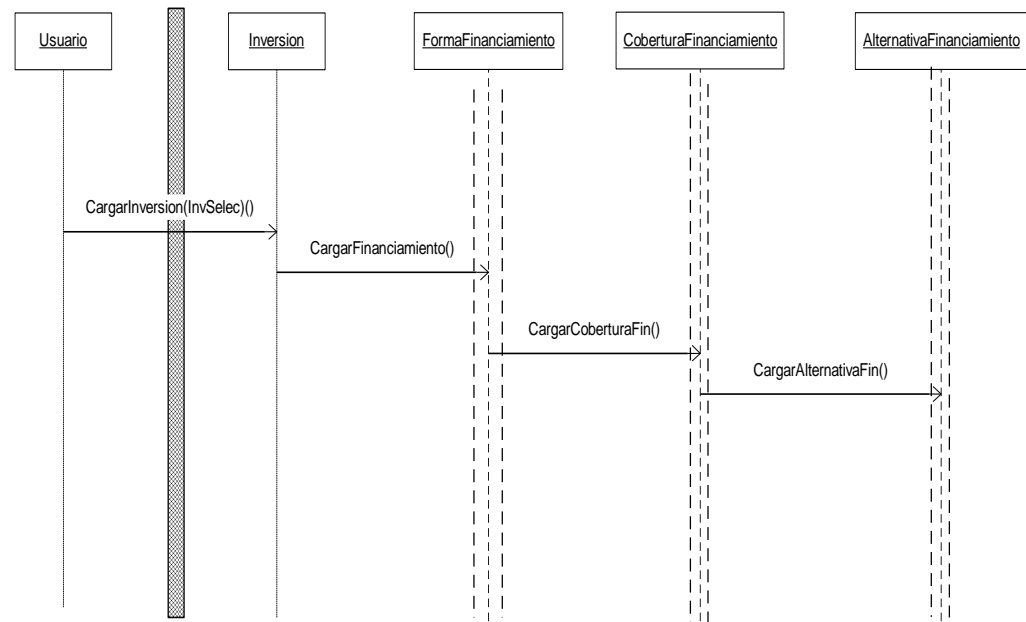 Usuario
Inversion
FormaFinanciamiento
CoberturaFinanciamiento
AlternativaFinanciamiento
CargarInversion(InvSelec)()
CargarFinanciamiento()
CargarCoberturaFin()
CargarAlternativaFin()